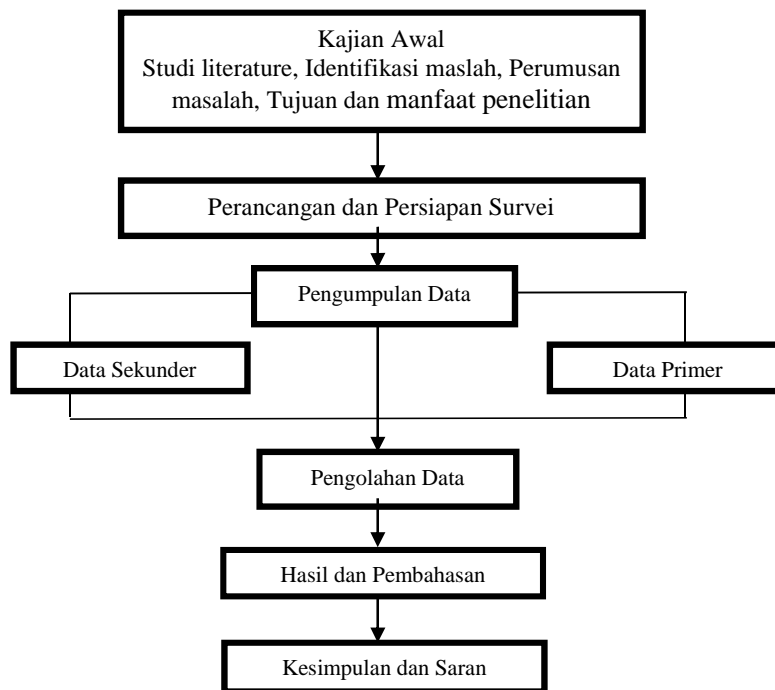 Kajian Awal
Studi literature, Identifikasi maslah, Perumusan
masalah, Tujuan dan manfaat penelitian
Perancangan dan Persiapan Survei
Pengumpulan Data
Data Sekunder
Data Primer
Pengolahan Data
Hasil dan Pembahasan
Kesimpulan dan Saran